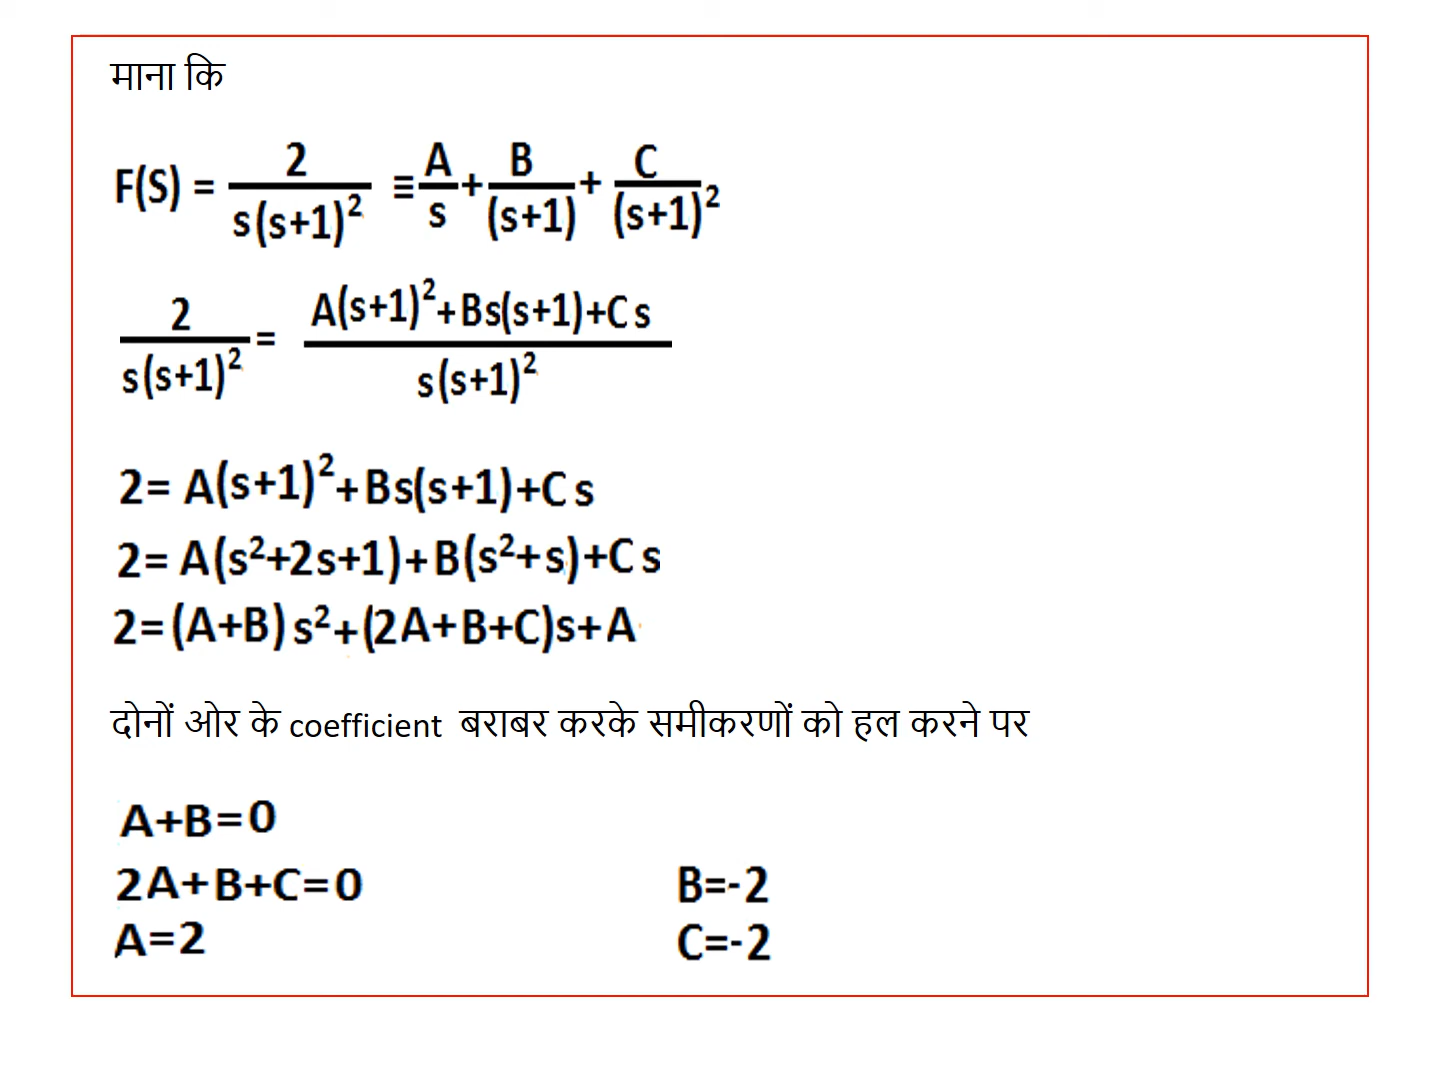 माना कि
F(S) = 2/s(s+1)² ≡ A/s + B/(s+1) + C/(s+1)²
2/s(s+1)² = A(s+1)²+Bs(s+1)+Cs/s(s+1)²
2= A(s+1)²+Bs(s+1)+Cs
2= A(s²+2s+1)+B(s²+s)+Cs
2=(A+B)s²+(2A+B+C)s+A
दोनों ओर के coefficient बराबर करके समीकरणों को हल करने पर
A+B=0
2A+B+C=0 B=-2
A=2 C=-2